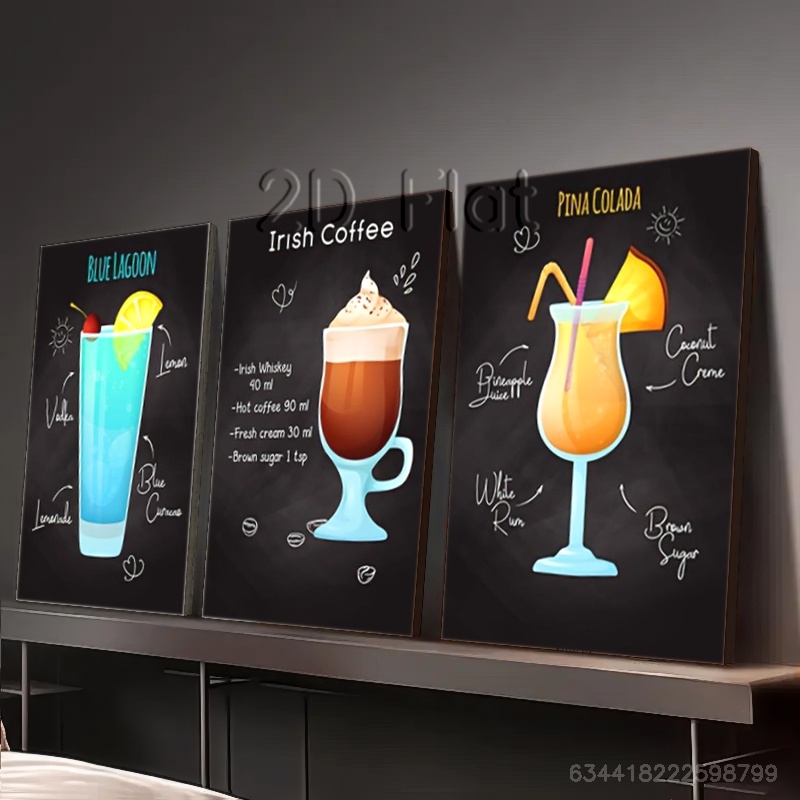 2D Flat
BLUE LAGOON
Lemon
Vodka
Blue
Curacao
Lemonade
Irish Coffee
-Irish Whiskey
40 ml
-Hot coffee 90 ml
-Fresh cream 30 ml
-Brown sugar 1 tsp
PINA COLADA
Coconut
Creme
Pineapple
Juice
White
Rum
Brown
Sugar
634418222598799